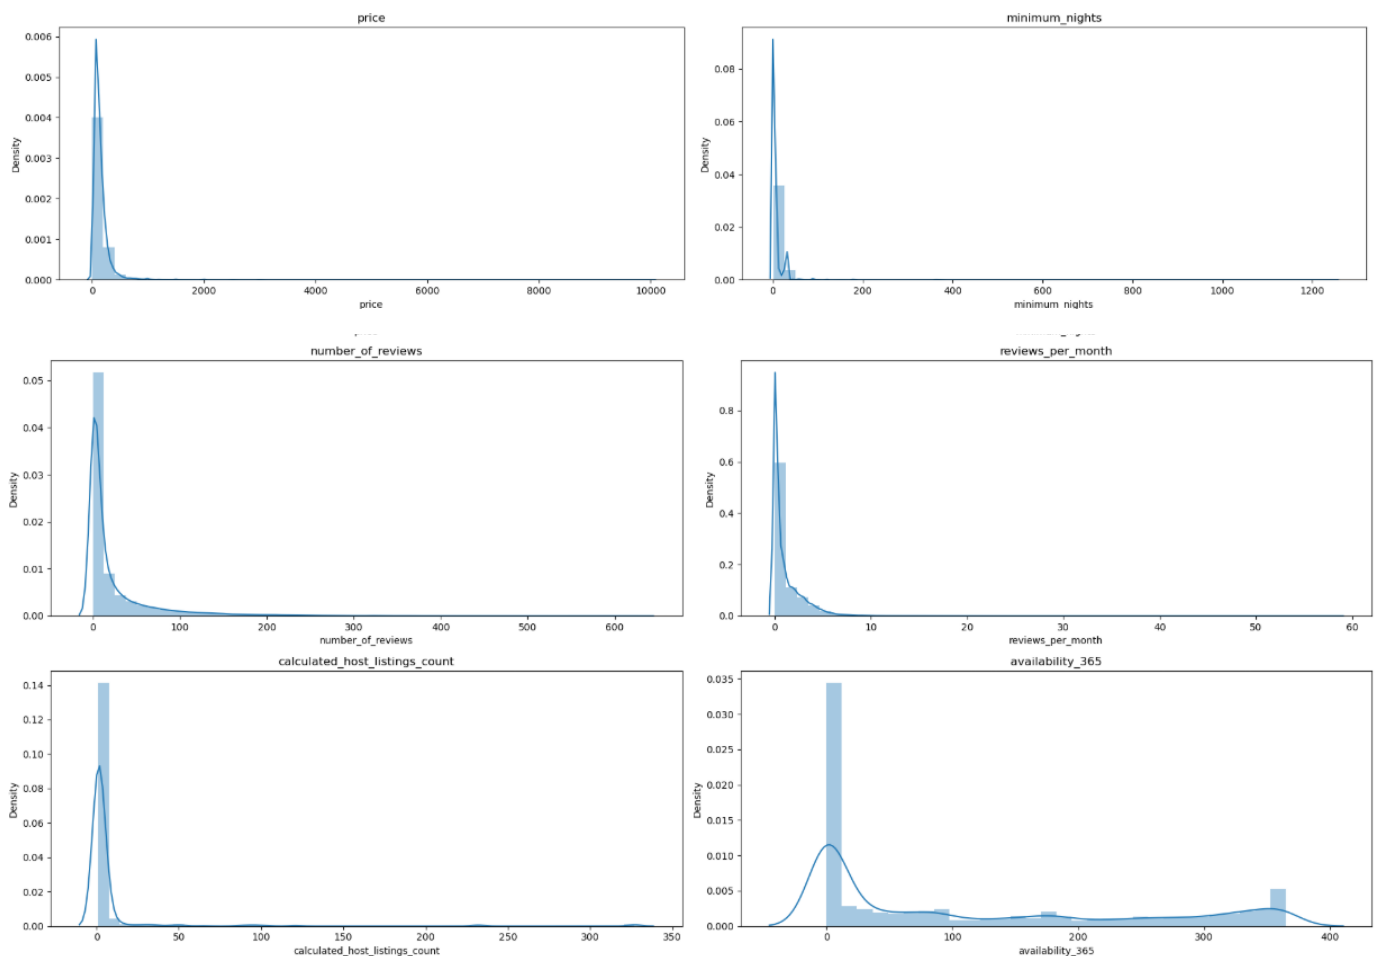 price
Density
0.006
0.005
0.004
0.003
0.002
0.001
0.000
0 2000 4000 6000 8000 10000
price
minimum_nights
Density
0.08
0.06
0.04
0.02
0.00
0 200 400 600 800 1000 1200
minimum_nights
number_of_reviews
Density
0.05
0.04
0.03
0.02
0.01
0.00
0 100 200 300 400 500 600
number_of_reviews
reviews_per_month
Density
0.8
0.6
0.4
0.2
0.0
0 10 20 30 40 50 60
reviews_per_month
calculated_host_listings_count
Density
0.14
0.12
0.10
0.08
0.06
0.04
0.02
0.00
0 50 100 150 200 250 300 350
calculated_host_listings_count
availability_365
Density
0.035
0.030
0.025
0.020
0.015
0.010
0.005
0.000
0 100 200 300 400
availability_365